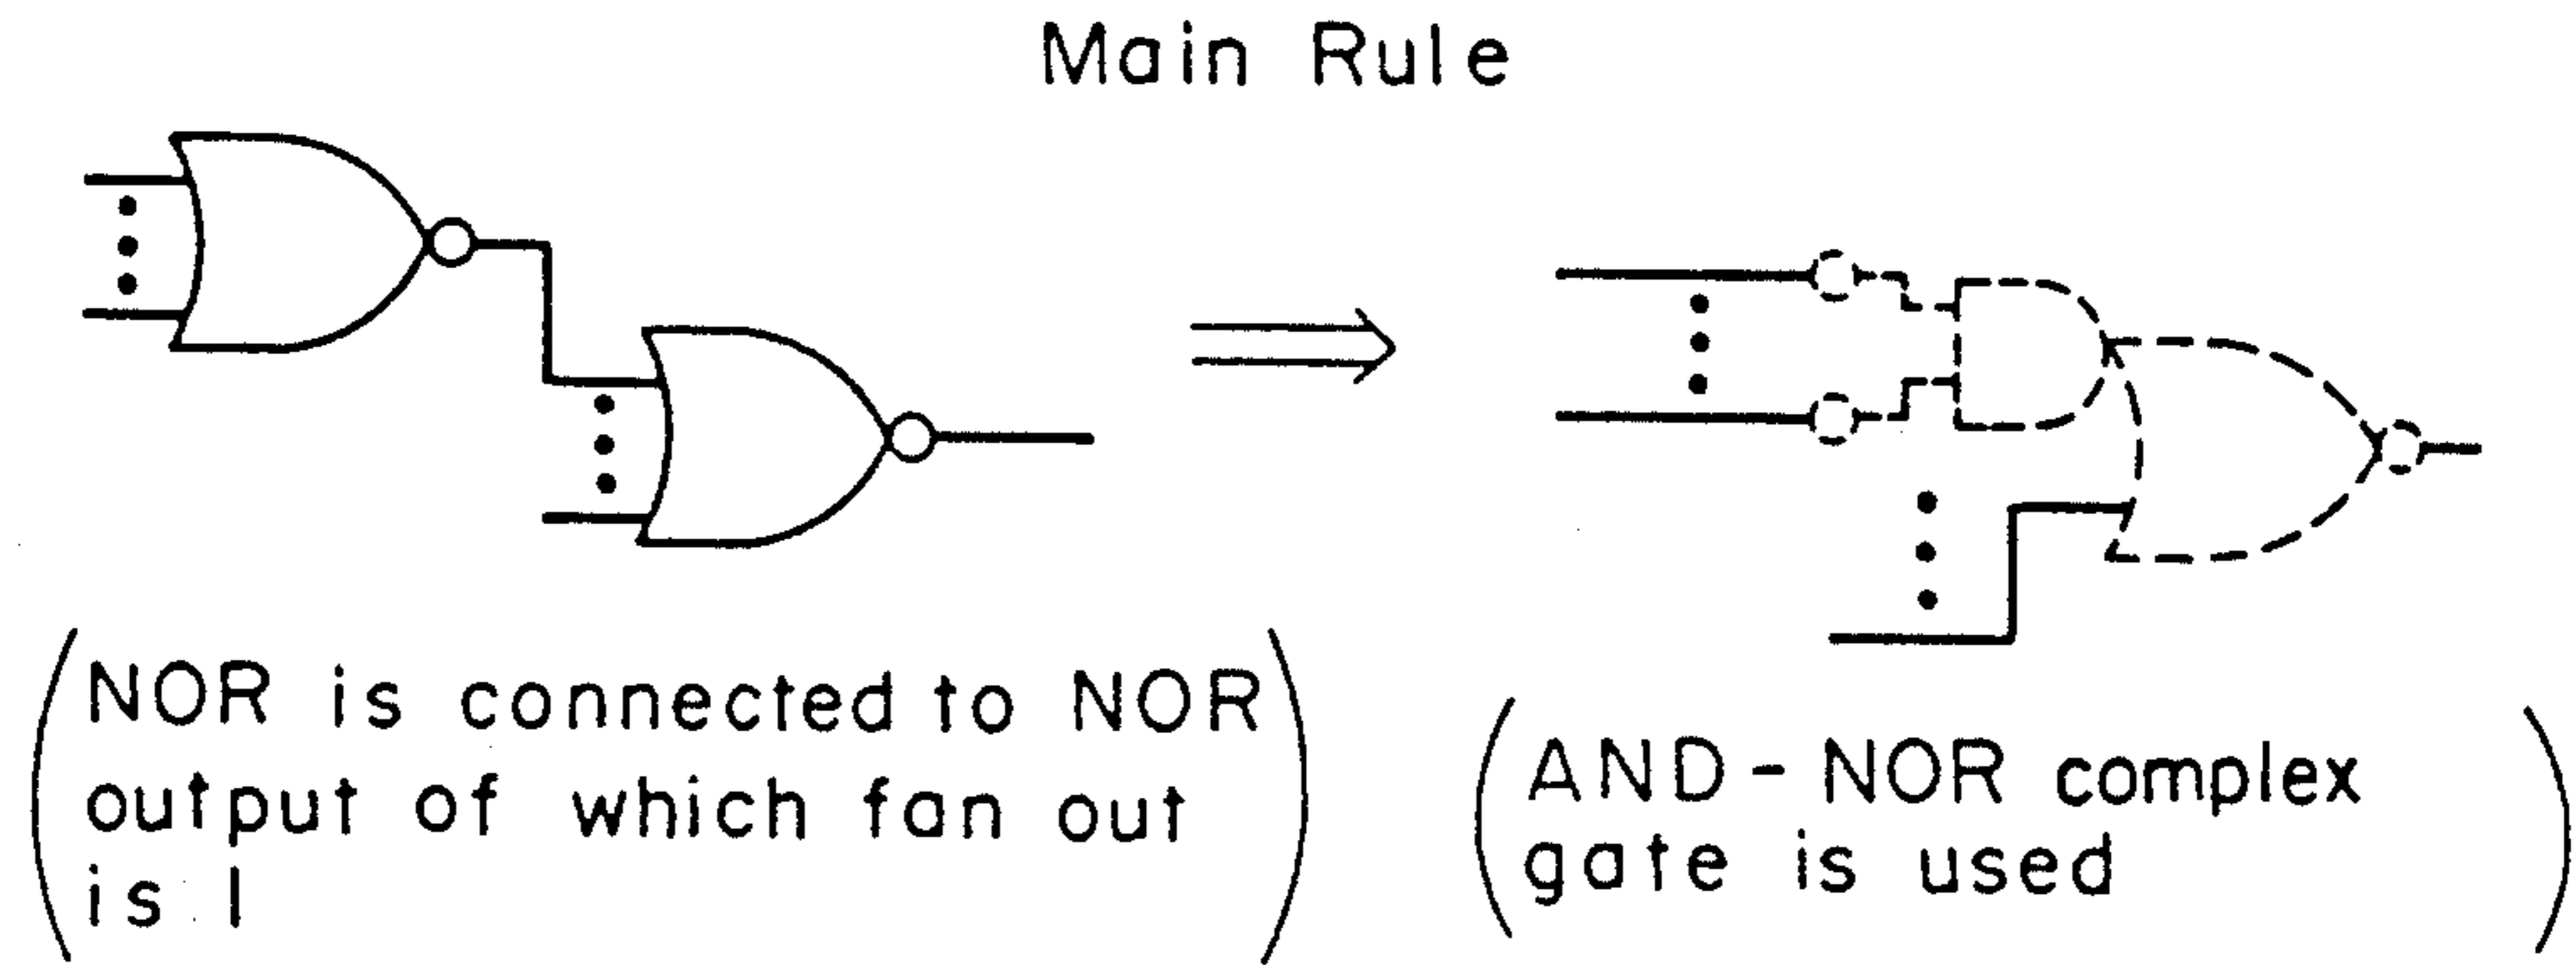 Main Rule
NOR is connected to NOR
output of which fan out
is 1
AND-NOR complex
gate is used